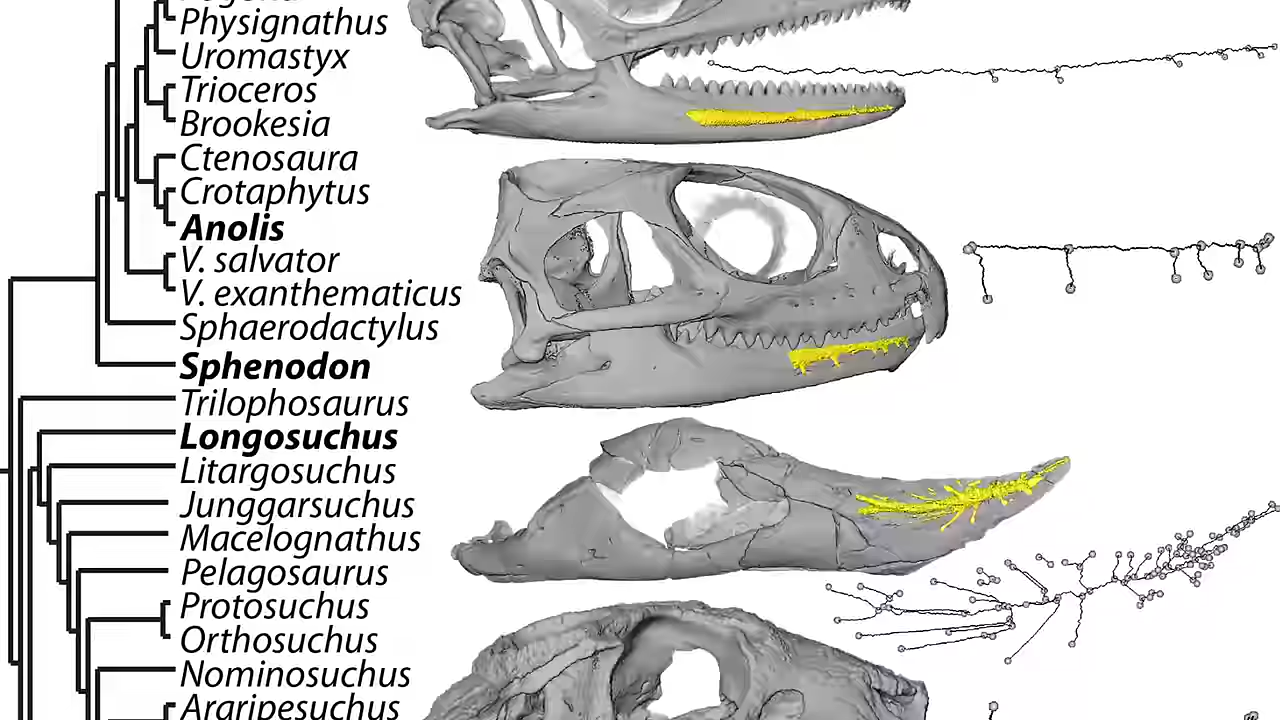 Physignathus
Uromastyx
Trioceros
Brookesia
Ctenosaura
Crotaphytus
Anolis
V. salvator
V. exanthematicus
Sphaerodactylus
Sphenodon
Trilophosaurus
Longosuchus
Litargosuchus
Junggarsuchus
Macelognathus
Pelagosaurus
Protosuchus
Orthosuchus
Nominosuchus
Araripesuchus